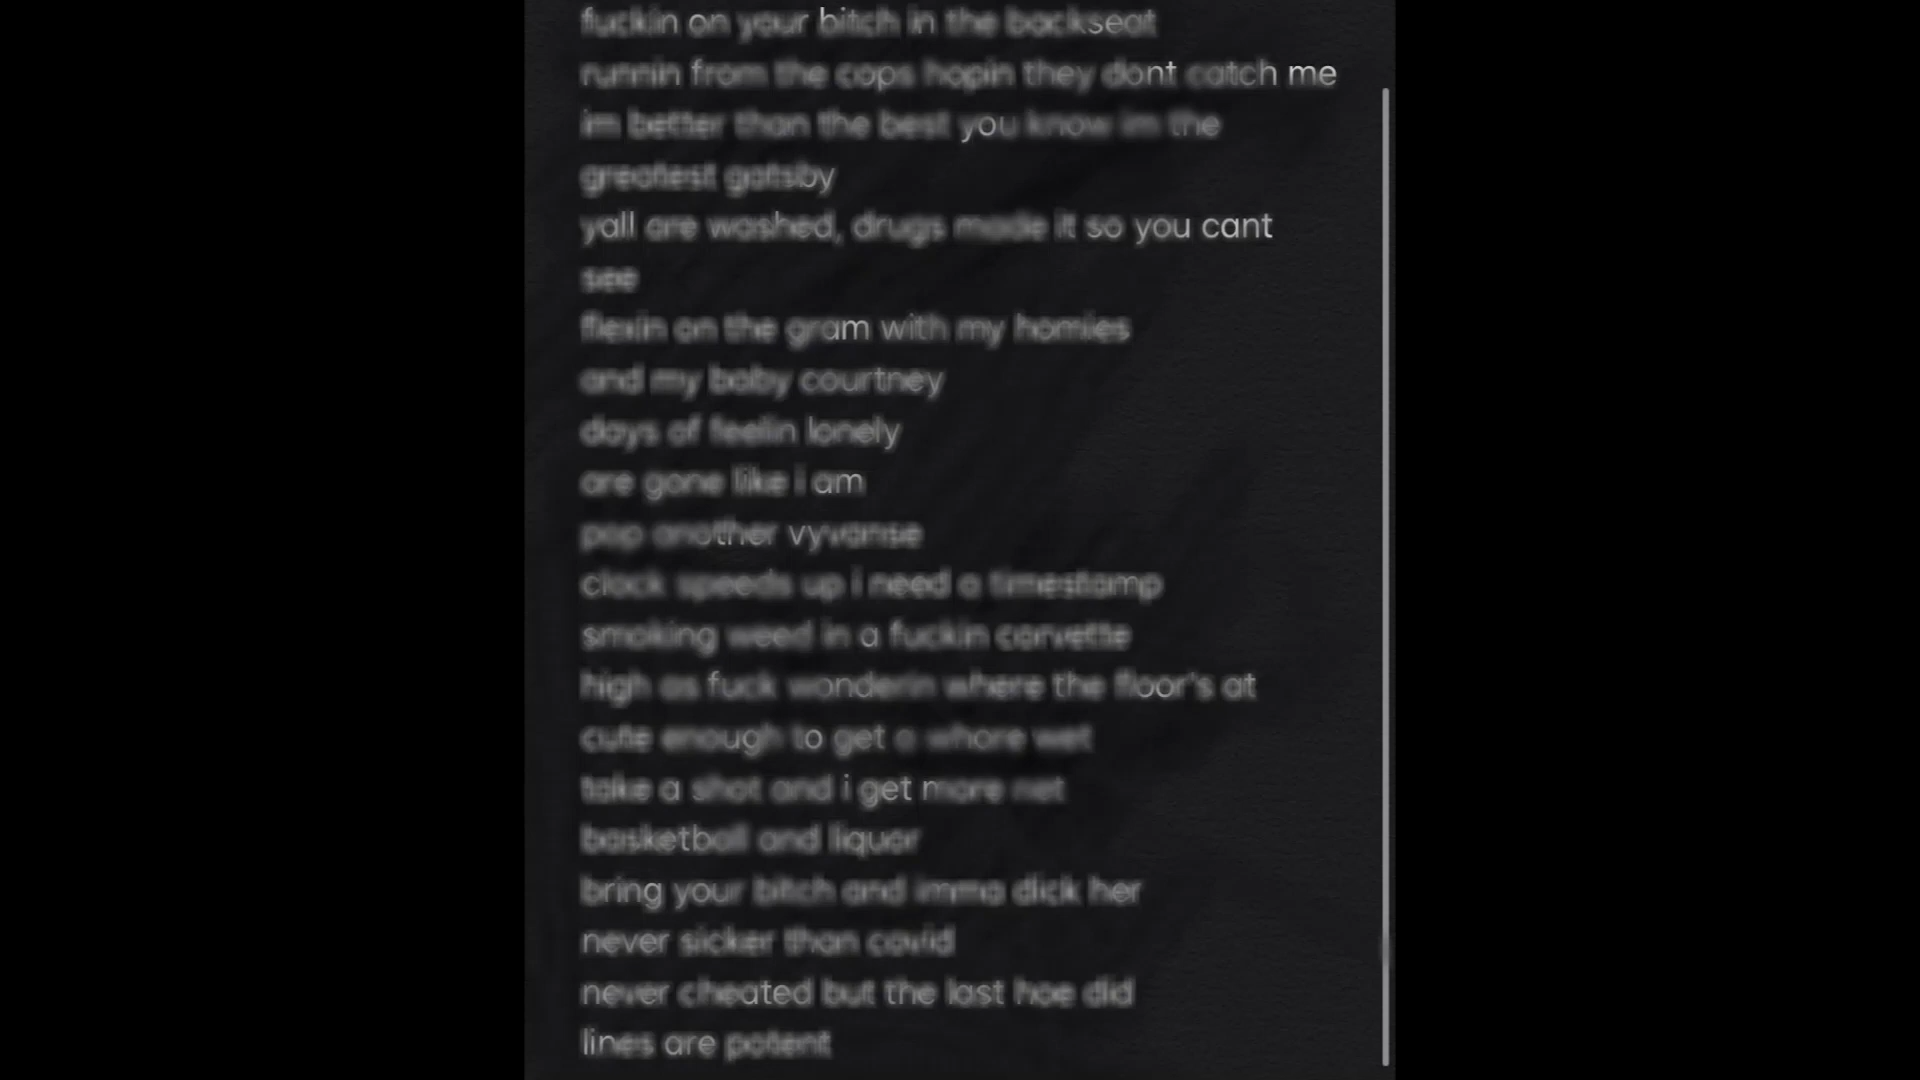 fuckin on your bitch in the backseat
runnin from the cops hopin they dont catch me
im better than the best you know im the
greatest gatsby
yall are washed, drugs made it so you cant
see
flexin on the gram with my homies
and my baby courtney
days of feelin lonely
are gone like i am
pop another vyvanse
clock speeds up i need a timestamp
smoking weed in a fuckin corvette
high as fuck wonderin where the floor's at
cute enough to get a whore wet
take a shot and i get more net
basketball and liquor
bring your bitch and imma dick her
never sicker than covid
never cheated but the last hoe did
lines are potent